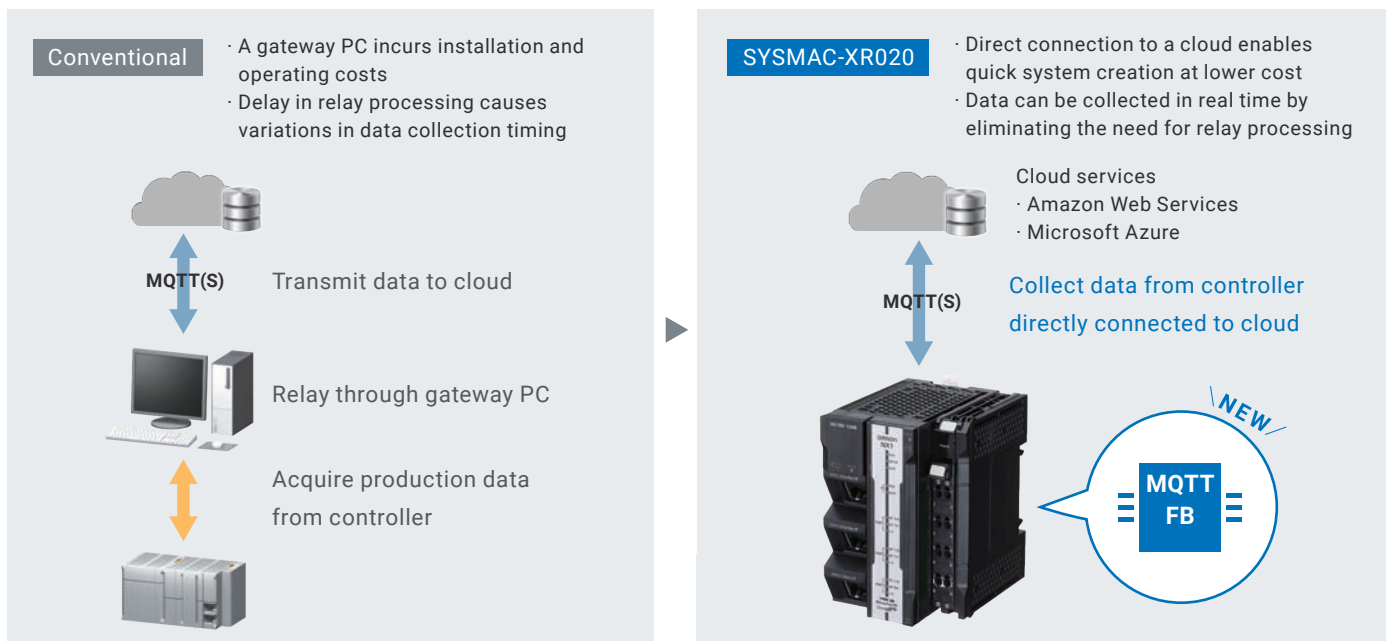 Conventional
· A gateway PC incurs installation and
operating costs
· Delay in relay processing causes
variations in data collection timing
MQTT(S)
Transmit data to cloud
Relay through gateway PC
Acquire production data
from controller
SYSMAC-XR020
· Direct connection to a cloud enables
quick system creation at lower cost
· Data can be collected in real time by
eliminating the need for relay processing
Cloud services
· Amazon Web Services
· Microsoft Azure
MQTT(S)
Collect data from controller
directly connected to cloud
OMRON
NX1
NEW
MQTT
FB